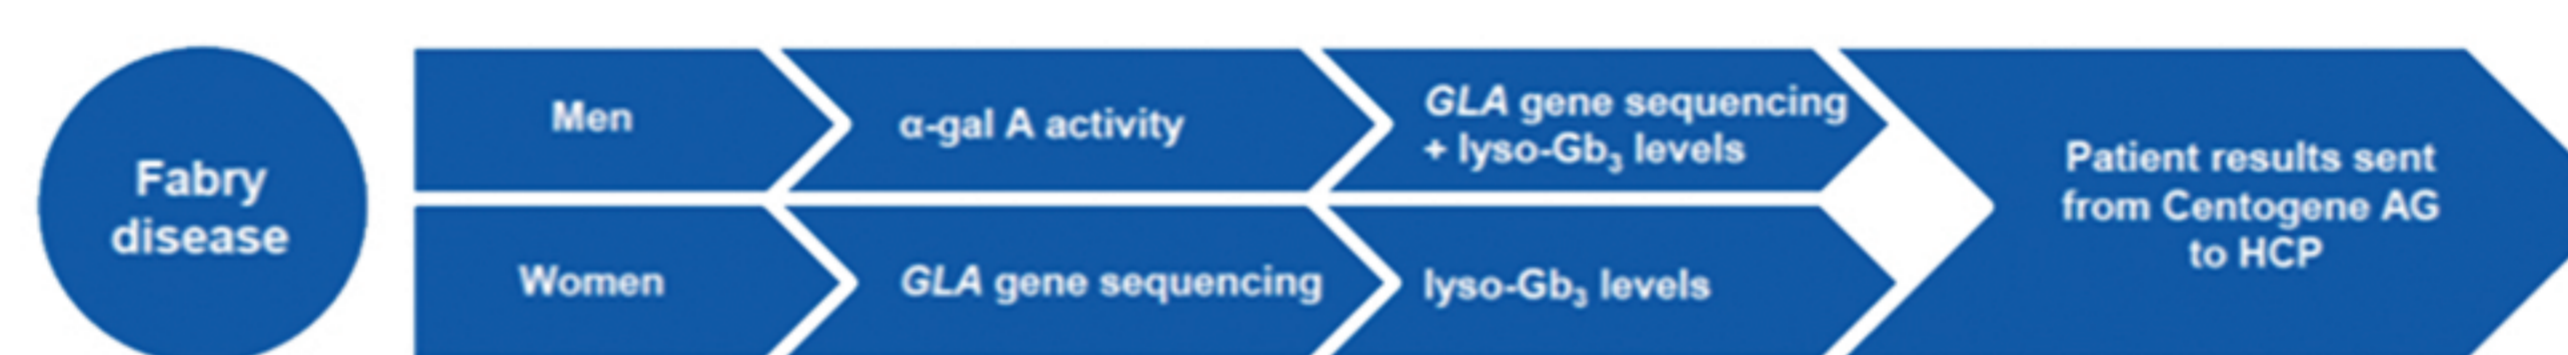 Fabry
disease
Men
α-gal A activity
GLA gene sequencing
+ lyso-Gb₃ levels
Women
GLA gene sequencing
lyso-Gb₃ levels
Patient results sent
from Centogene AG
to HCP